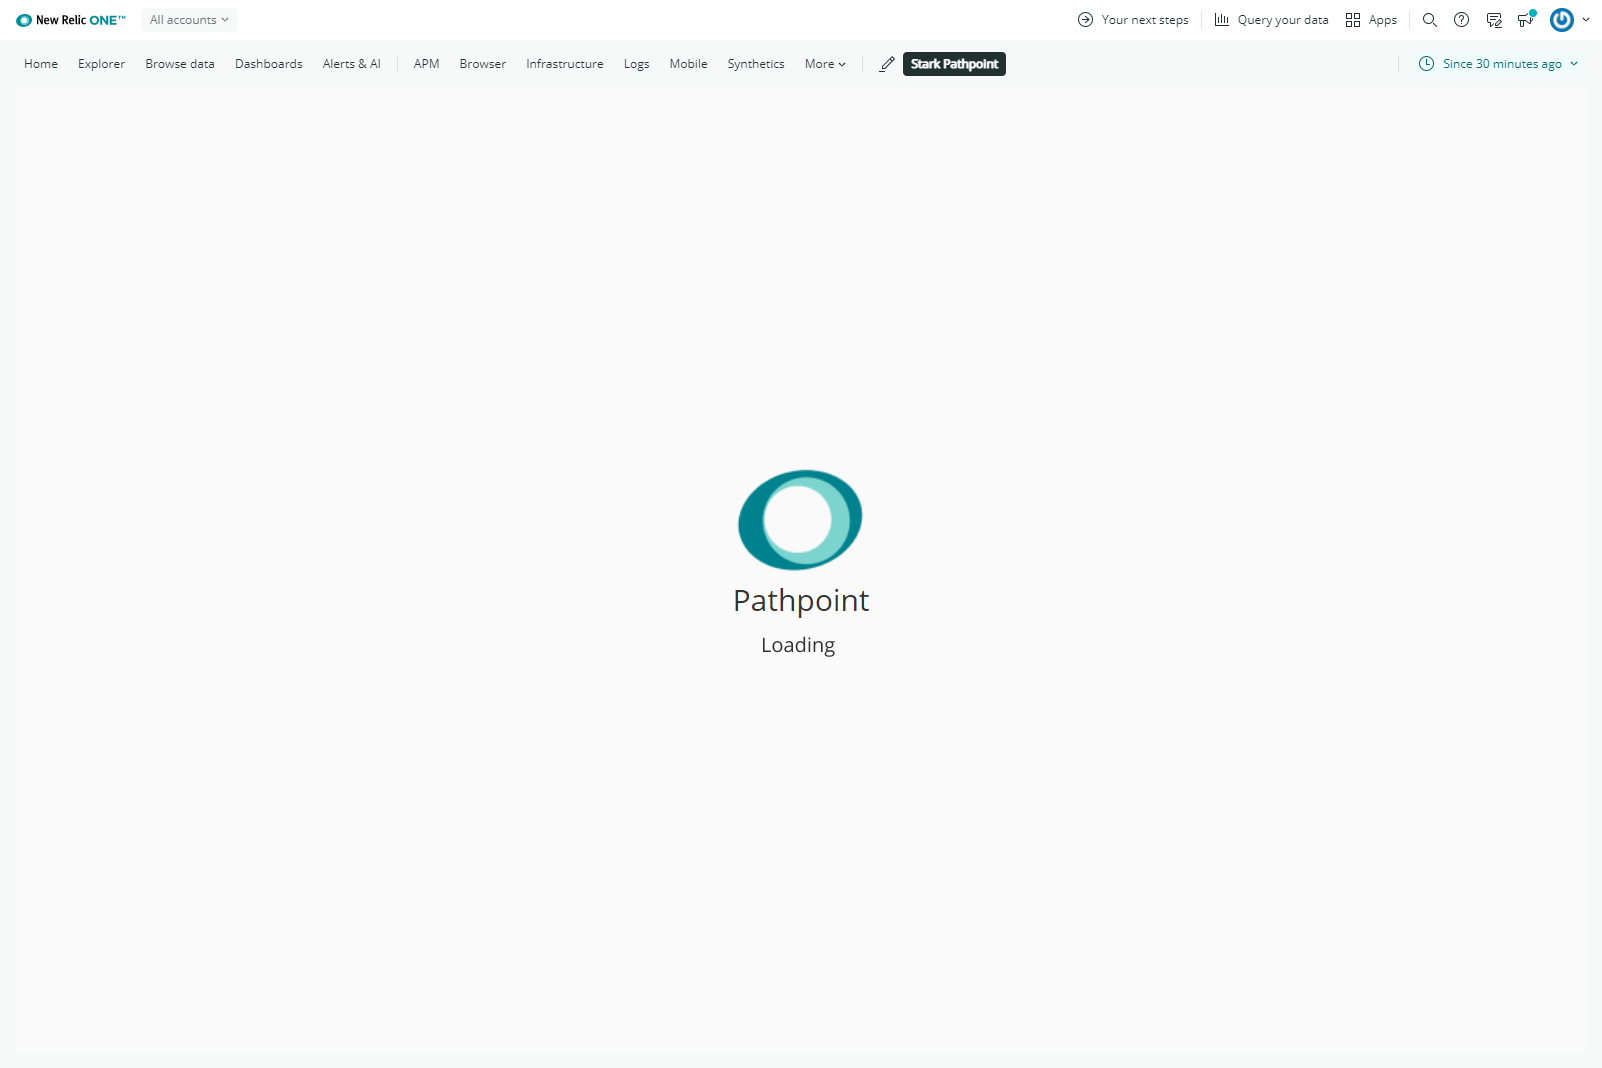 New Relic ONE™ All accounts Your next steps Query your data Apps
Home Explorer Browse data Dashboards Alerts & AI APM Browser Infrastructure Logs Mobile Synthetics More Stark Pathpoint Since 30 minutes ago
Pathpoint
Loading